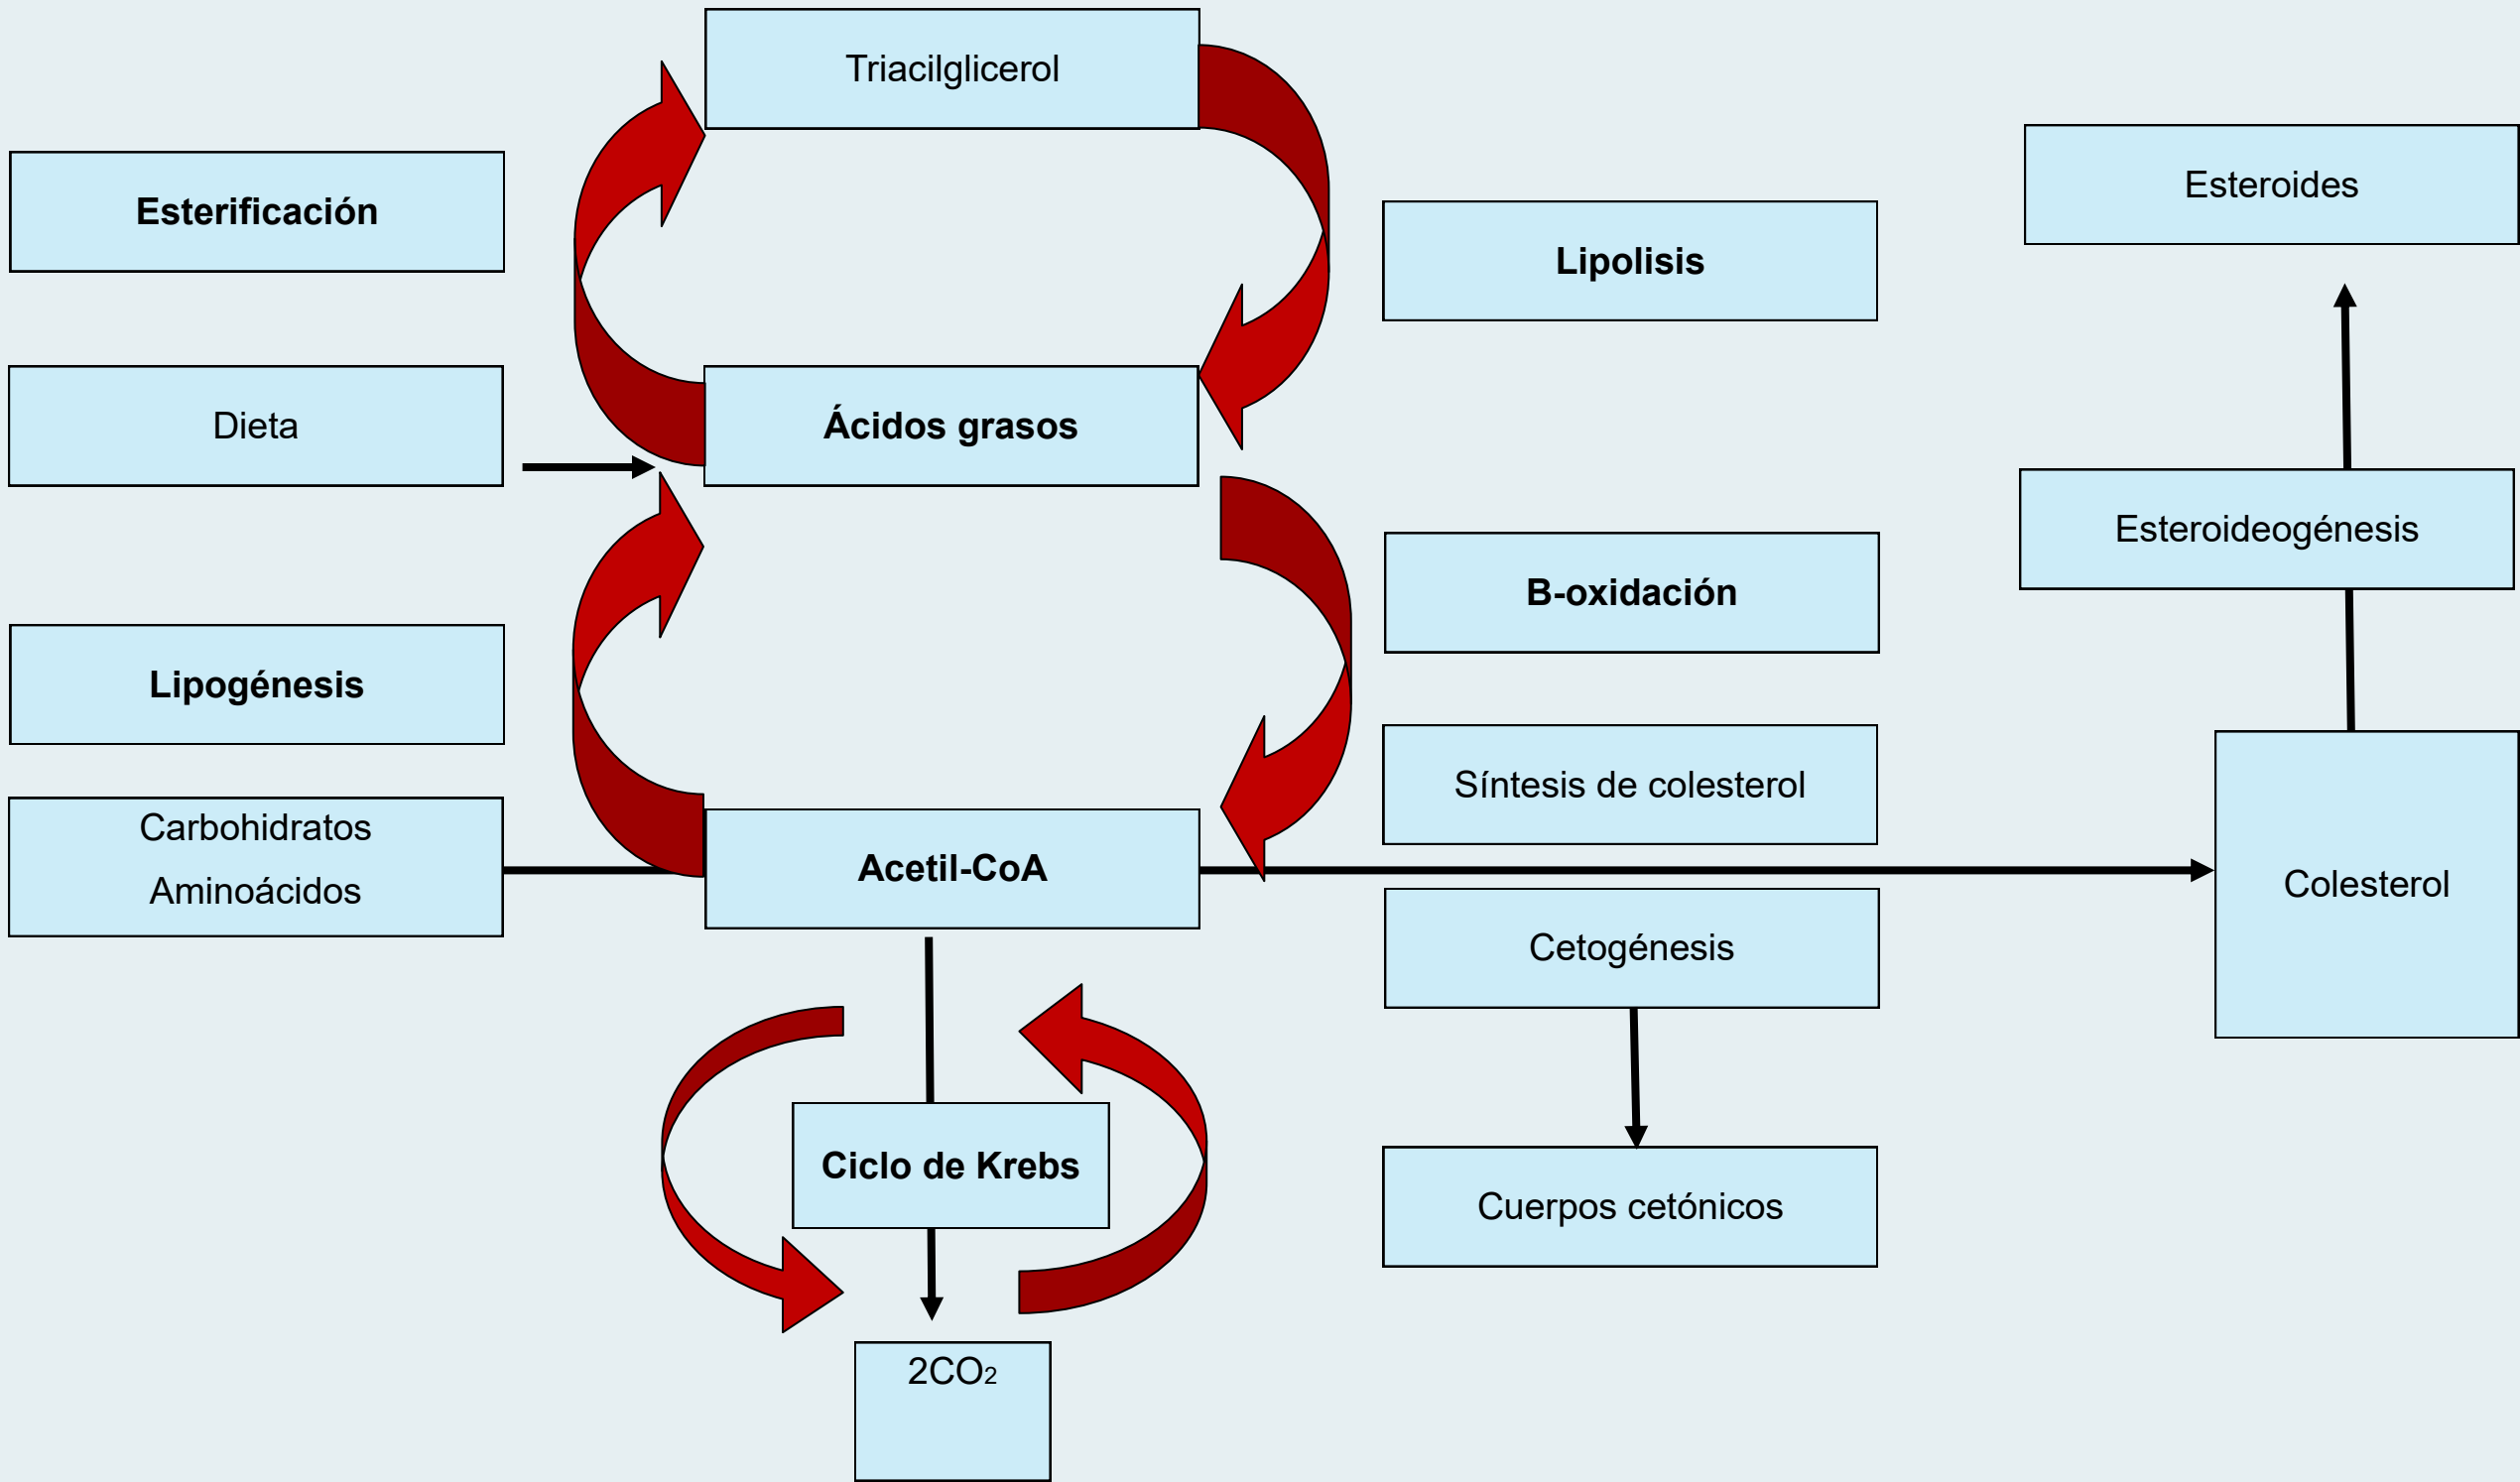 Triacilglicerol
Esteroides
Esterificación
Lipolisis
Dieta
Ácidos grasos
Esteroideogénesis
B-oxidación
Lipogénesis
Síntesis de colesterol
Carbohidratos
Aminoácidos
Acetil-CoA
Colesterol
Cetogénesis
Ciclo de Krebs
Cuerpos cetónicos
2CO2